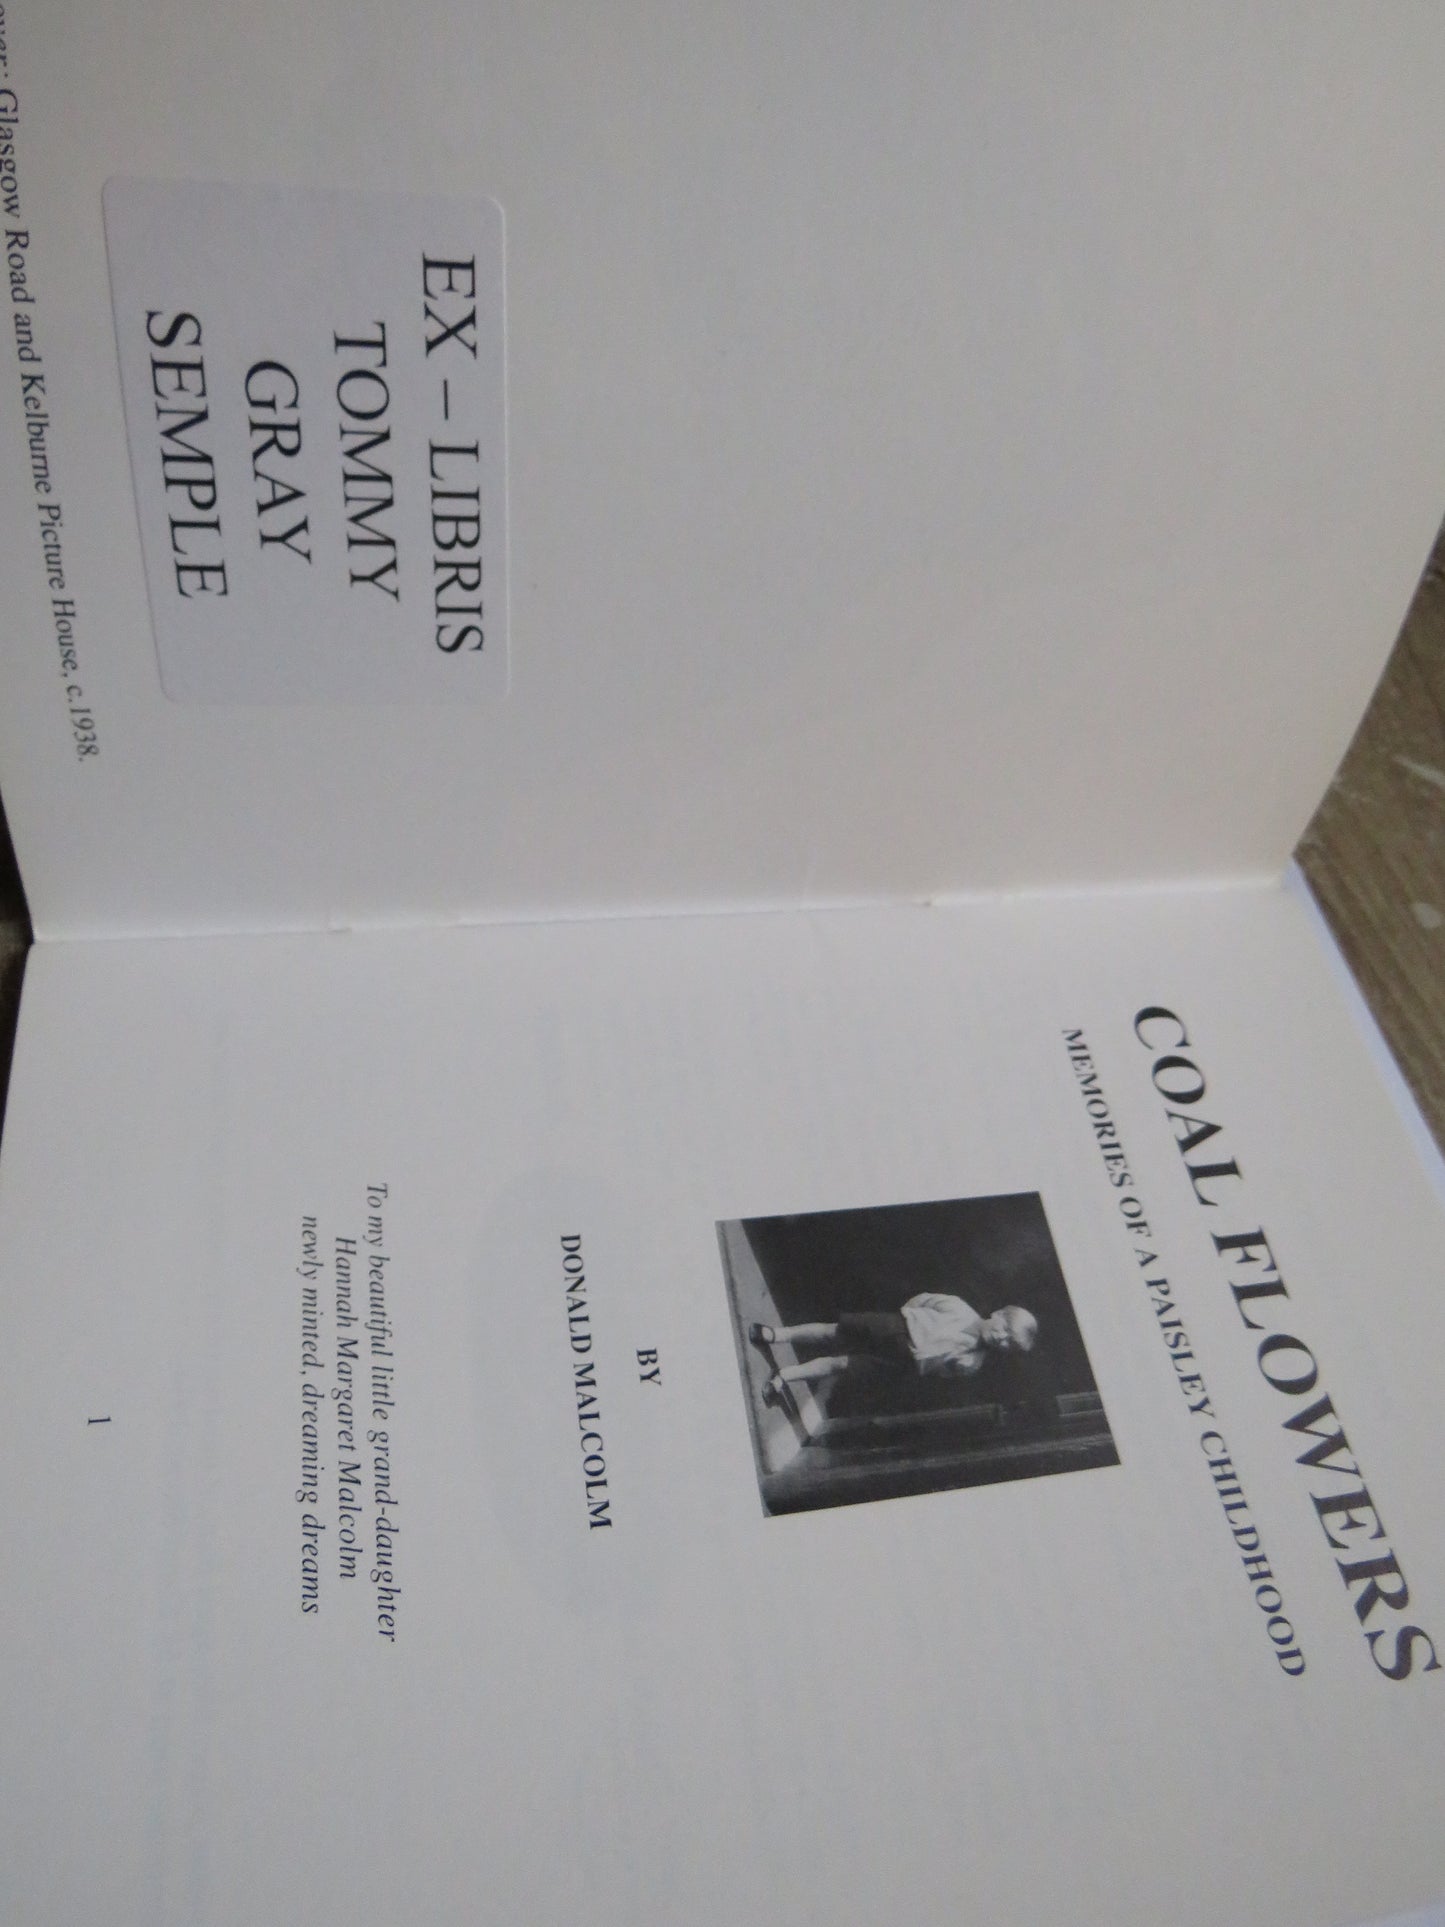 EX – LIBRIS
TOMMY
GRAY
SEMPLE
Glasgow Road and Kelburne Picture House, c.1938.
COAL FLOWERS
MEMORIES OF A PAISLEY CHILDHOOD
BY
DONALD MALCOLM
To my beautiful little grand-daughter
Hannah Margaret Malcolm
newly minted, dreaming dreams
1